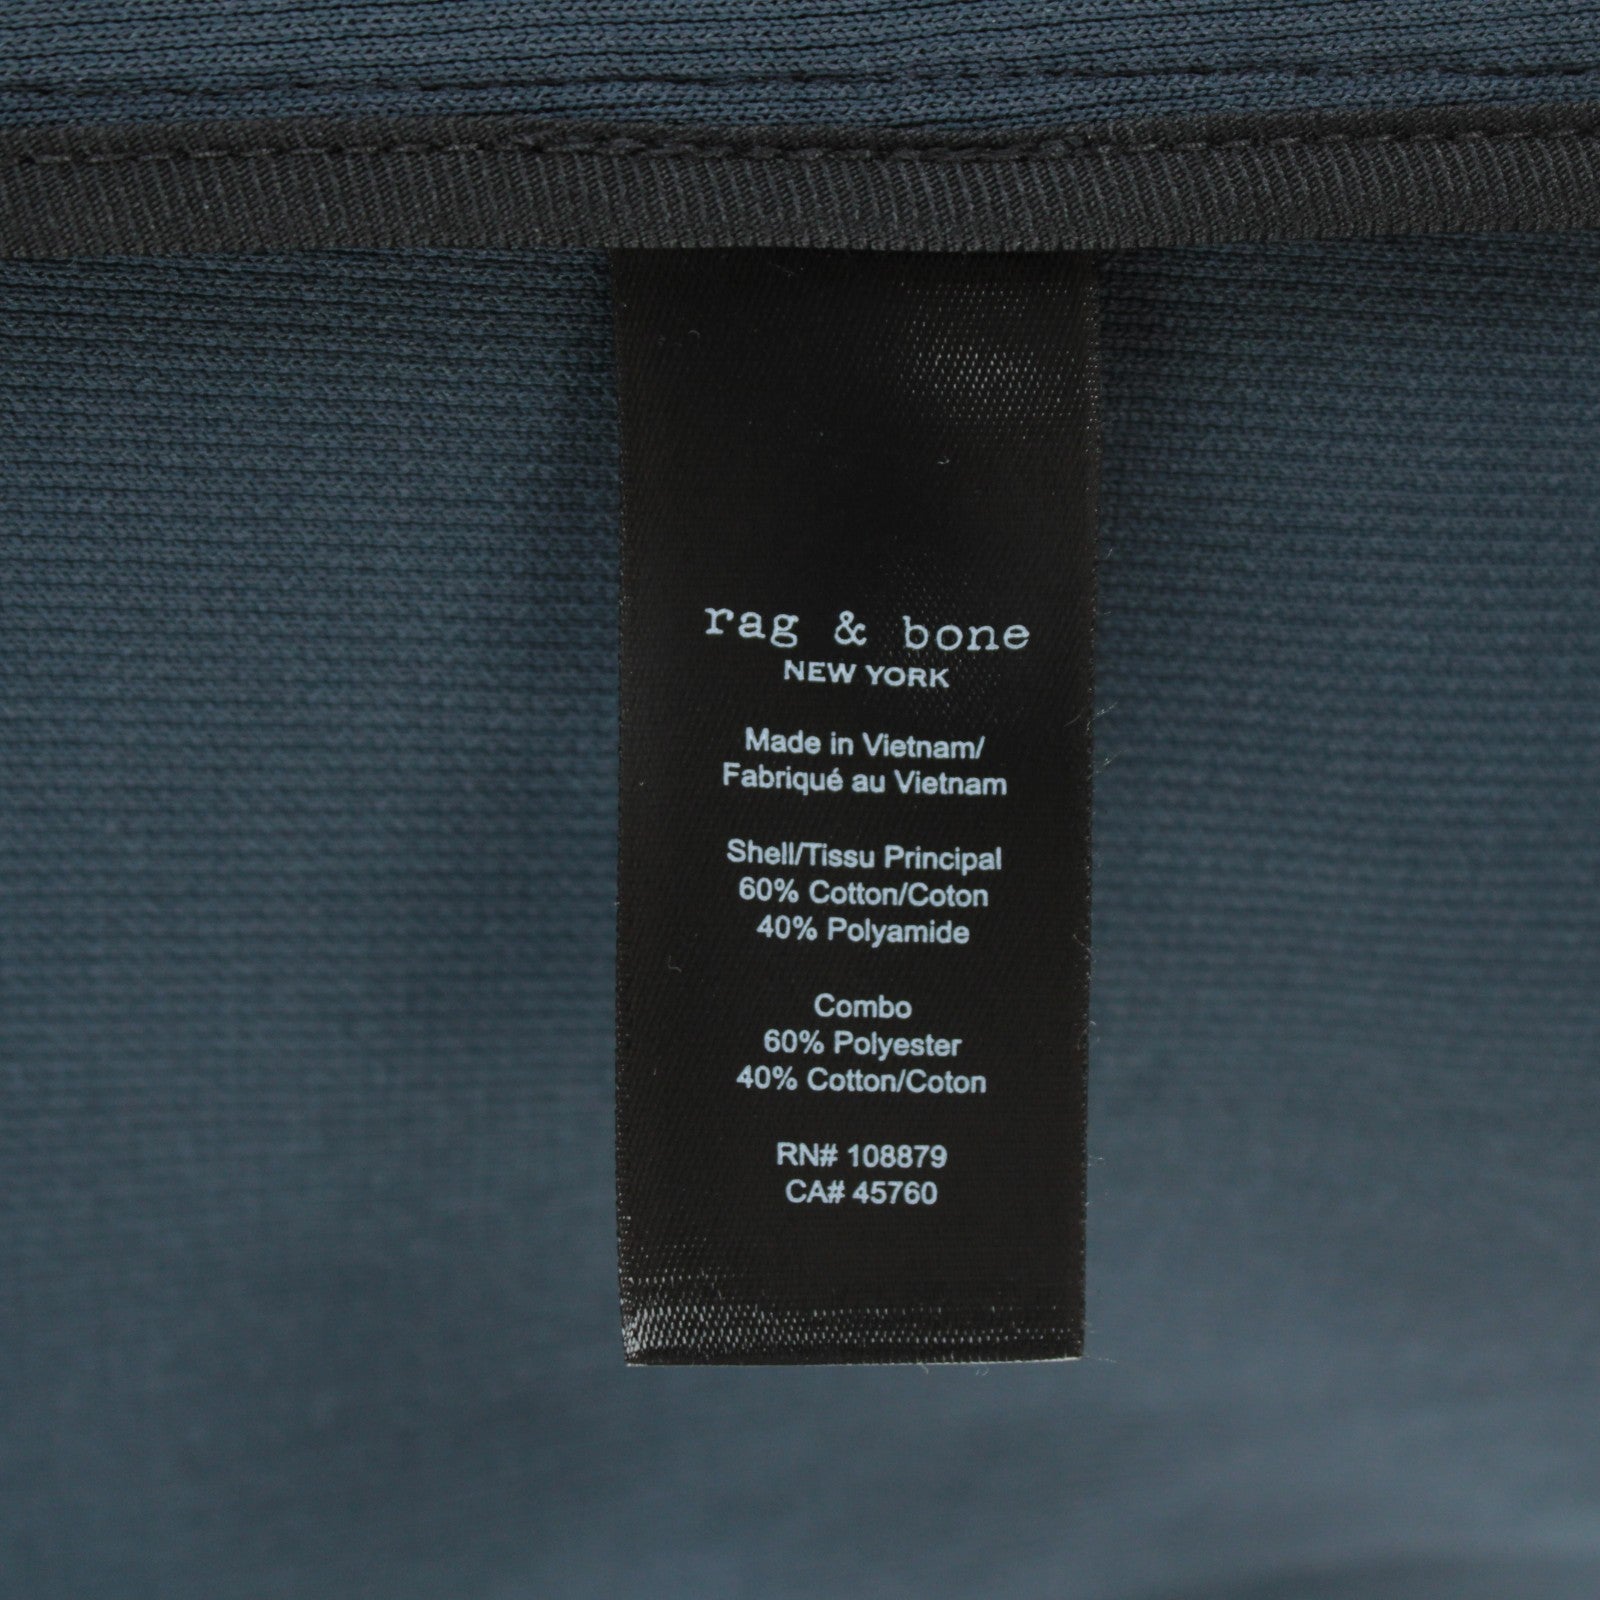 rag & bone
NEW YORK
Made in Vietnam/
Fabriqué au Vietnam
Shell/Tissu Principal
60% Cotton/Coton
40% Polyamide
Combo
60% Polyester
40% Cotton/Coton
RN# 108879
CA# 45760